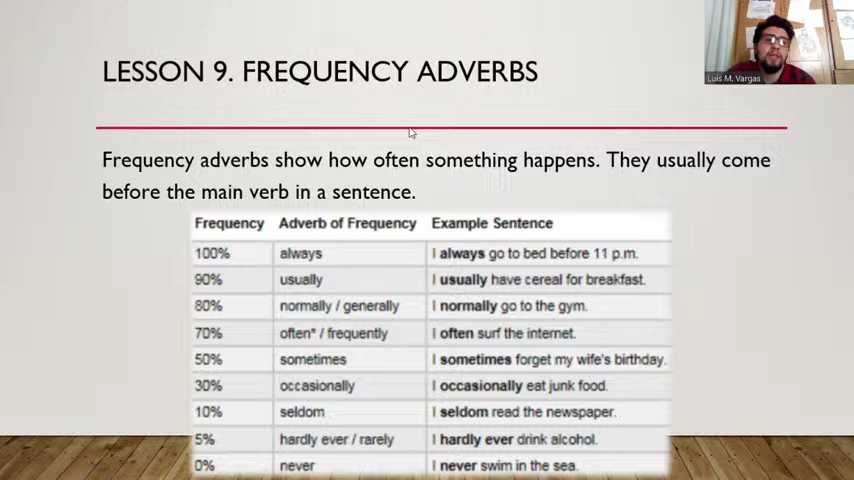 LESSON 9. FREQUENCY ADVERBS
Luis M. Vargas
Frequency adverbs show how often something happens. They usually come
before the main verb in a sentence.
Frequency Adverb of Frequency Example Sentence
100% always I always go to bed before 11 p.m.
90% usually I usually have cereal for breakfast.
80% normally / generally I normally go to the gym.
70% often* / frequently I often surf the internet.
50% sometimes I sometimes forget my wife's birthday.
30% occasionally I occasionally eat junk food.
10% seldom I seldom read the newspaper.
5% hardly ever / rarely I hardly ever drink alcohol.
0% never I never swim in the sea.